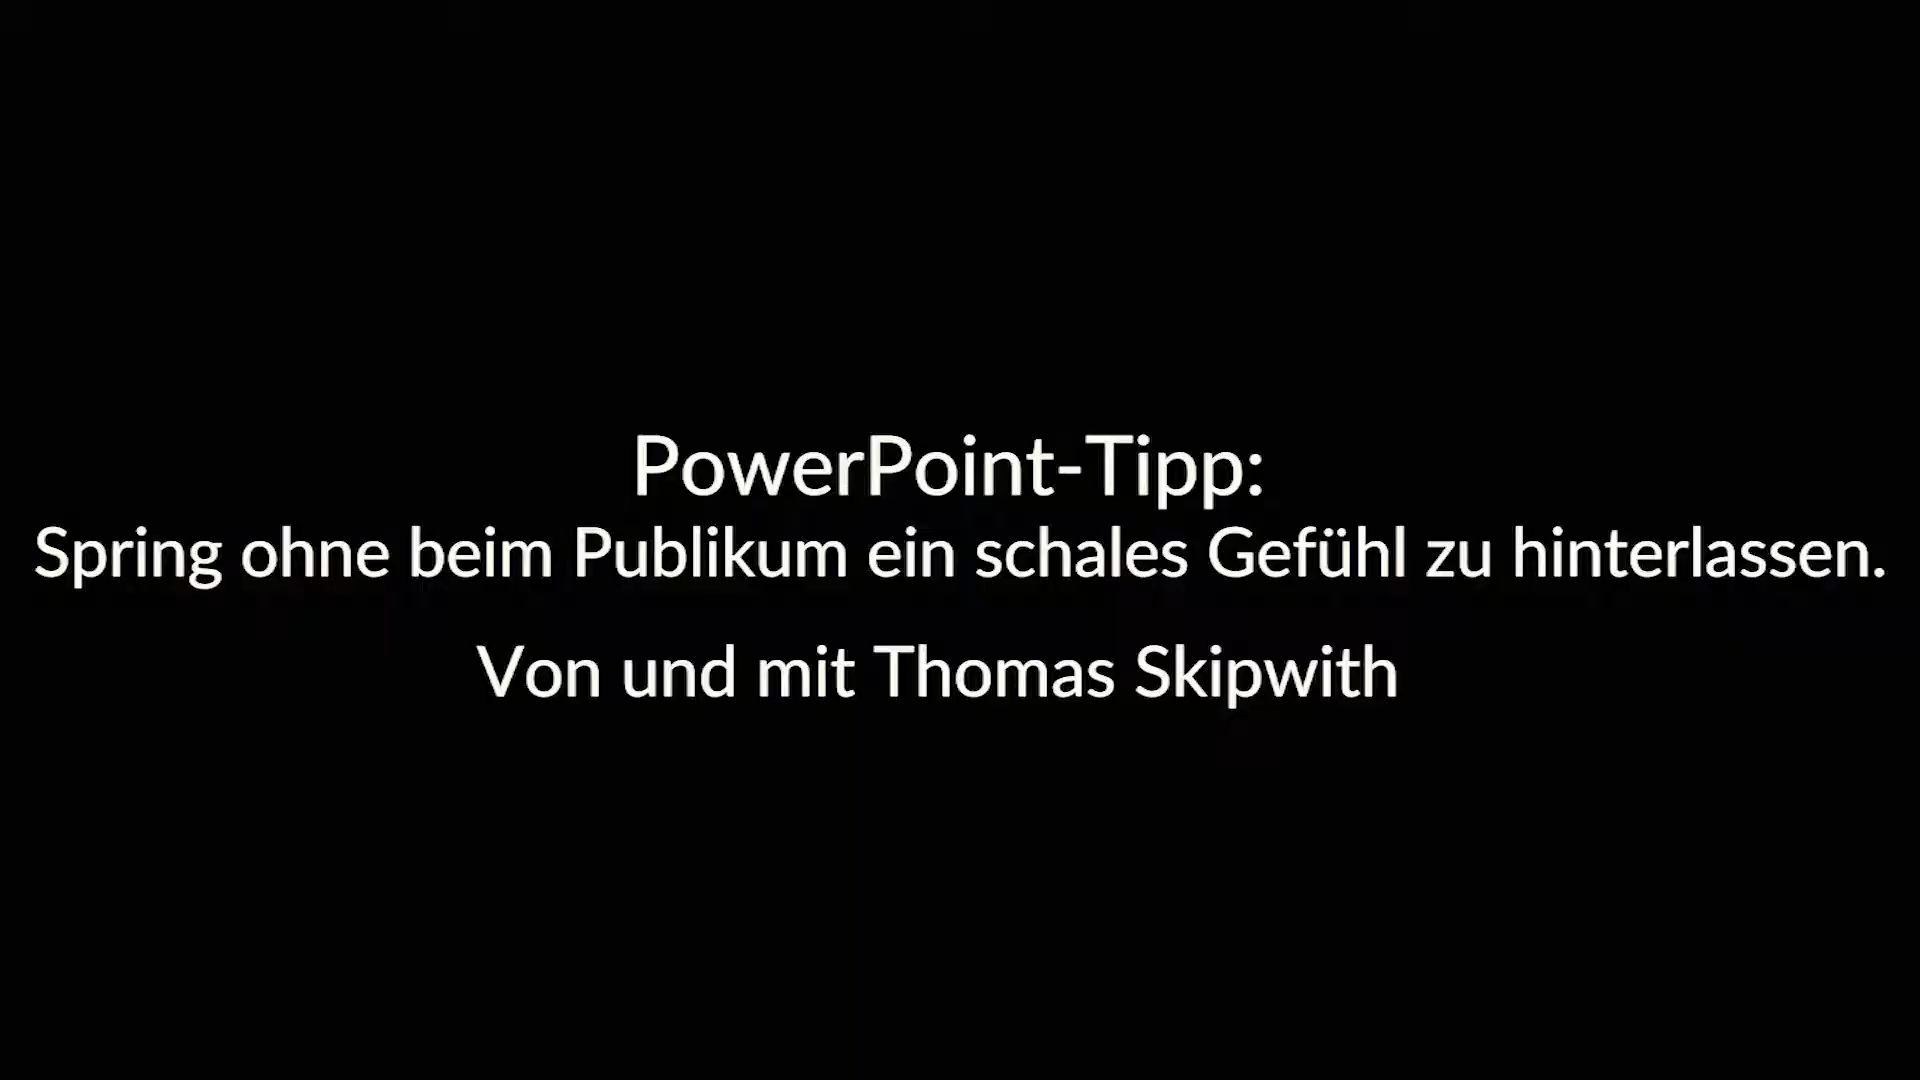 PowerPoint-Tipp:
Spring ohne beim Publikum ein schales Gefühl zu hinterlassen.
Von und mit Thomas Skipwith